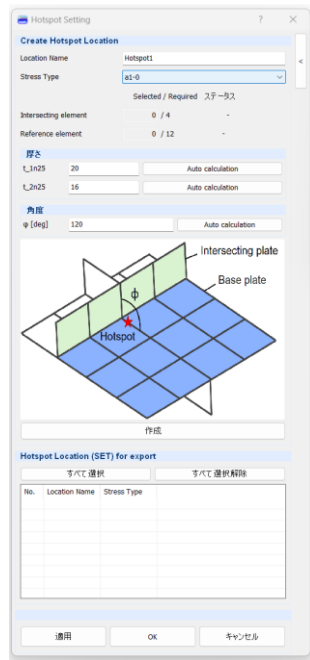 Hotspot Setting
?
×
Create Hotspot Location
Location Name
Hotspot1
<
Stress Type
a1-0
Selected / Required ステータス
Intersecting element
0 / 4
-
Reference element
0 / 12
-
厚さ
t_1n25
20
Auto calculation
t_2n25
16
Auto calculation
角度
φ [deg]
120
Auto calculation
Intersecting plate
Base plate
ϕ
Hotspot
作成
Hotspot Location (SET) for export
すべて選択
すべて選択解除
No.
Location Name
Stress Type
適用
OK
キャンセル